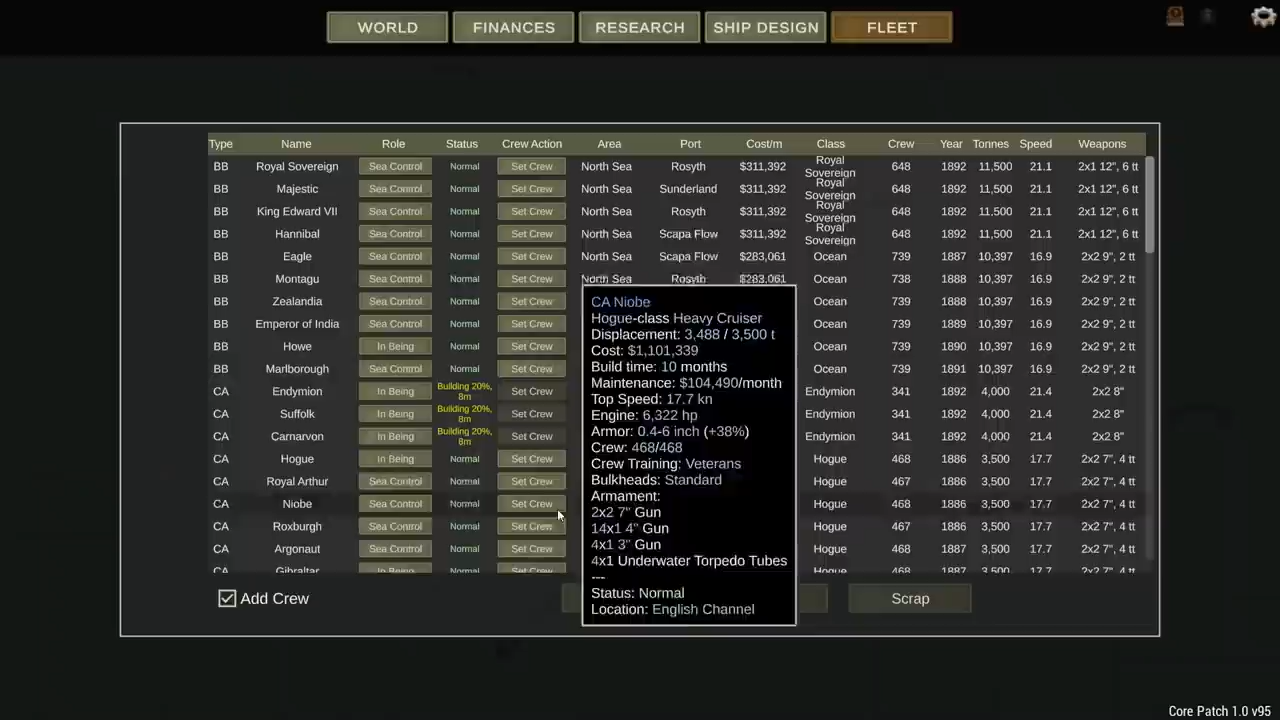 WORLD FINANCES RESEARCH SHIP DESIGN FLEET
Type Name Role Status Crew Action Area Port Cost/m Class Crew Year Tonnes Speed Weapons
BB Royal Sovereign Sea Control Normal Set Crew North Sea Rosyth $311,392 Royal Sovereign 648 1892 11,500 21.1 2x1 12", 6 tt
BB Majestic Sea Control Normal Set Crew North Sea Sunderland $311,392 Royal Sovereign 648 1892 11,500 21.1 2x1 12", 6 tt
BB King Edward VII Sea Control Normal Set Crew North Sea Rosyth $311,392 Royal Sovereign 648 1892 11,500 21.1 2x1 12", 6 tt
BB Hannibal Sea Control Normal Set Crew North Sea Scapa Flow $311,392 Royal Sovereign 648 1892 11,500 21.1 2x1 12", 6 tt
BB Eagle Sea Control Normal Set Crew North Sea Scapa Flow $283,061 Ocean 739 1887 10,397 16.9 2x2 9", 2 tt
BB Montagu Sea Control Normal Set Crew North Sea Rosyth $283,061 Ocean 738 1888 10,397 16.9 2x2 9", 2 tt
BB Zealandia Sea Control Normal Set Crew Ocean 739 1889 10,397 16.9 2x2 9", 2 tt
BB Emperor of India Sea Control Normal Set Crew Ocean 739 1889 10,397 16.9 2x2 9", 2 tt
BB Howe In Being Normal Set Crew Ocean 739 1890 10,397 16.9 2x2 9", 2 tt
BB Marlborough Sea Control Normal Set Crew Ocean 739 1891 10,397 16.9 2x2 9", 2 tt
CA Endymion In Being Building 20%, 8m Set Crew Endymion 341 1892 4,000 21.4 2x2 8"
CA Suffolk In Being Building 20%, 8m Set Crew Endymion 341 1892 4,000 21.4 2x2 8"
CA Carnarvon In Being Building 20%, 8m Set Crew Endymion 341 1892 4,000 21.4 2x2 8"
CA Hogue In Being Normal Set Crew Hogue 468 1886 3,500 17.7 2x2 7", 4 tt
CA Royal Arthur Sea Control Normal Set Crew Hogue 467 1886 3,500 17.7 2x2 7", 4 tt
CA Niobe Sea Control Normal Set Crew Hogue 468 1886 3,500 17.7 2x2 7", 4 tt
CA Roxburgh Sea Control Normal Set Crew Hogue 467 1886 3,500 17.7 2x2 7", 4 tt
CA Argonaut Sea Control Normal Set Crew Hogue 468 1887 3,500 17.7 2x2 7", 4 tt
CA Gibraltar In Being Normal Set Crew Hogue 468 1887 3,500 17.7 2x2 7", 4 tt
CA Niobe
Hogue-class Heavy Cruiser
Displacement: 3,488 / 3,500 t
Cost: $1,101,339
Build time: 10 months
Maintenance: $104,490/month
Top Speed: 17.7 kn
Engine: 6,322 hp
Armor: 0.4-6 inch (+38%)
Crew: 468/468
Crew Training: Veterans
Bulkheads: Standard
Armament:
2x2 7" Gun
14x1 4" Gun
4x1 3" Gun
4x1 Underwater Torpedo Tubes
---
Status: Normal
Location: English Channel
Add Crew
Scrap
Core Patch 1.0 v95